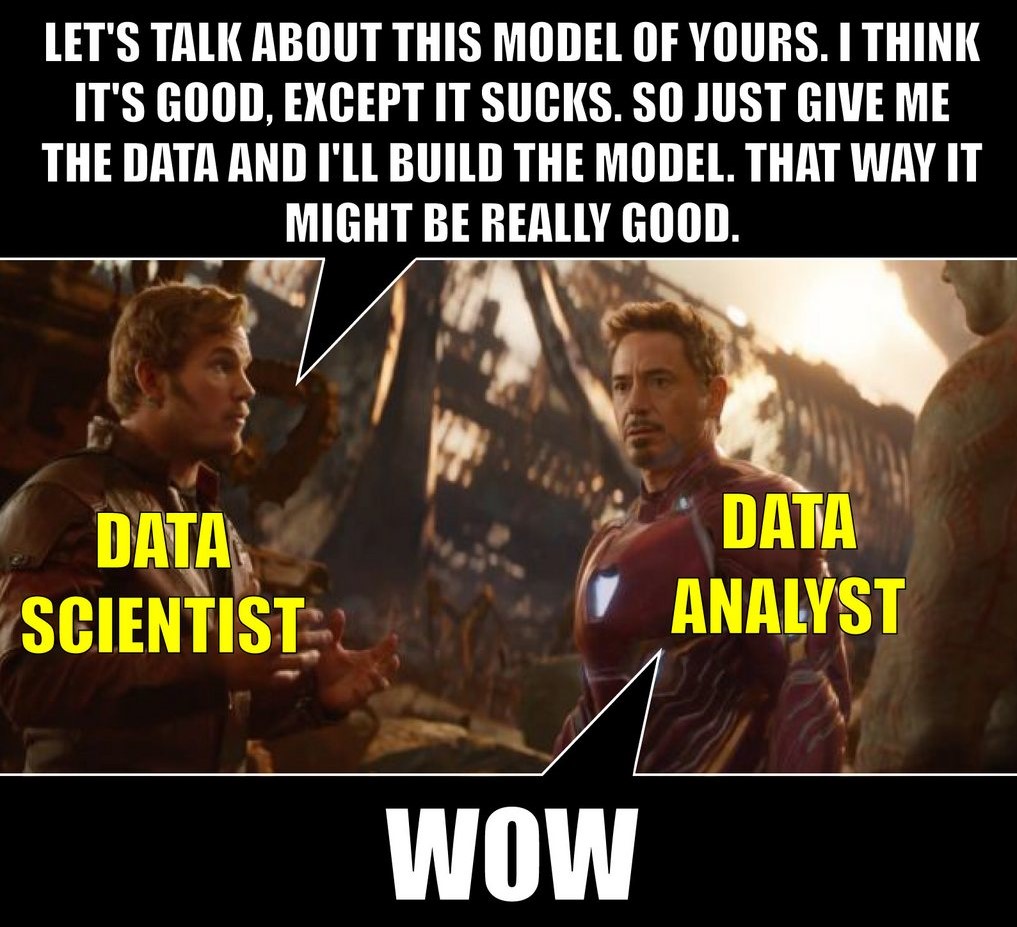 LET'S TALK ABOUT THIS MODEL OF YOURS. I THINK
IT'S GOOD, EXCEPT IT SUCKS. SO JUST GIVE ME
THE DATA AND I'LL BUILD THE MODEL. THAT WAY IT
MIGHT BE REALLY GOOD.
DATA
SCIENTIST
DATA
ANALYST
WOW